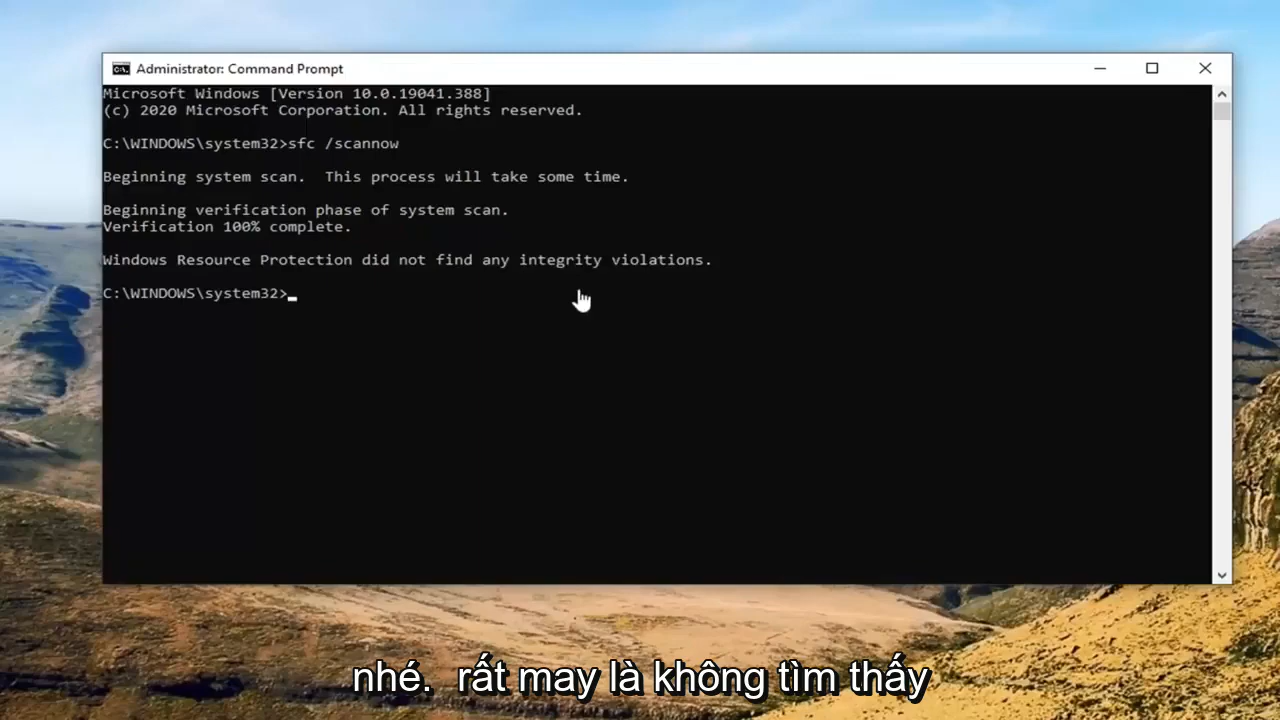 Administrator: Command Prompt
Microsoft Windows [Version 10.0.19041.388]
(c) 2020 Microsoft Corporation. All rights reserved.
C:\WINDOWS\system32>sfc /scannow
Beginning system scan.  This process will take some time.
Beginning verification phase of system scan.
Verification 100% complete.
Windows Resource Protection did not find any integrity violations.
C:\WINDOWS\system32>
nhé.  rất may là không tìm thấy